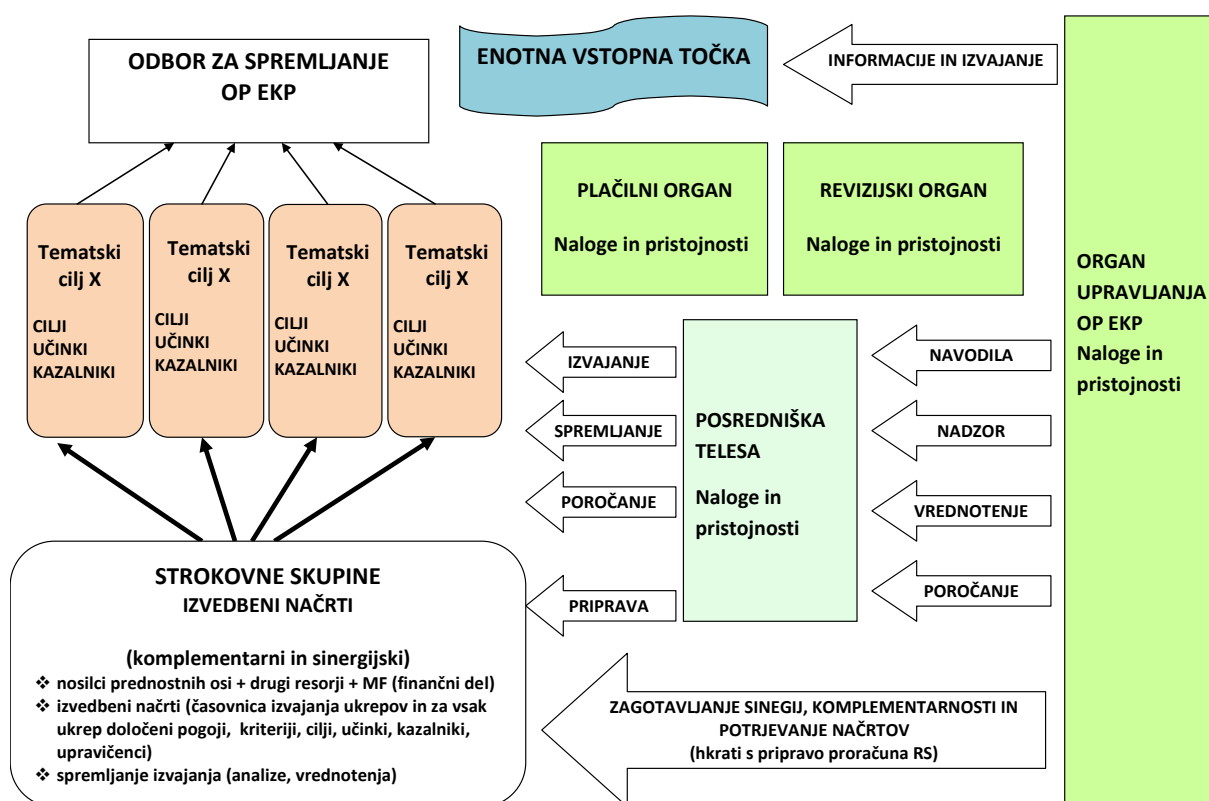 ODBOR ZA SPREMLJANJE
OP EKP
ENOTNA VSTOPNA TOČKA
INFORMACIJE IN IZVAJANJE
PLAČILNI ORGAN
Naloge in pristojnosti
REVIZIJSKI ORGAN
Naloge in pristojnosti
ORGAN
UPRAVLJANJA
OP EKP
Naloge in
pristojnosti
Tematski
cilj X
CILJI
UČINKI
KAZALNIKI
Tematski
cilj X
CILJI
UČINKI
KAZALNIKI
Tematski
cilj X
CILJI
UČINKI
KAZALNIKI
Tematski
cilj X
CILJI
UČINKI
KAZALNIKI
IZVAJANJE
SPREMLJANJE
POROČANJE
PRIPRAVA
POSREDNIŠKA
TELESA
Naloge in
pristojnosti
NAVODILA
NADZOR
VREDNOTENJE
POROČANJE
STROKOVNE SKUPINE
IZVEDBENI NAČRTI
(komplementarni in sinergijski)
❖ nosilci prednostnih osi + drugi resorji + MF (finančni del)
❖ izvedbeni načrti (časovnica izvajanja ukrepov in za vsak
ukrep določeni pogoji, kriteriji, cilji, učinki, kazalniki,
upravičenci)
❖ spremljanje izvajanja (analize, vrednotenja)
ZAGOTAVLJANJE SINEGIJ, KOMPLEMENTARNOSTI IN
POTRJEVANJE NAČRTOV
(hkrati s pripravo proračuna RS)